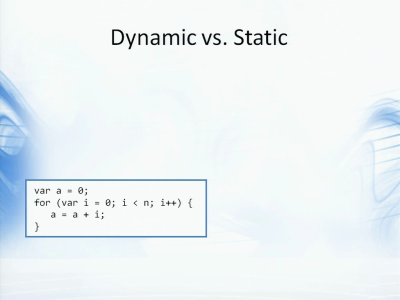 Dynamic vs. Static
var a = 0;
for (var i = 0; i < n; i++) {
   a = a + i;
}